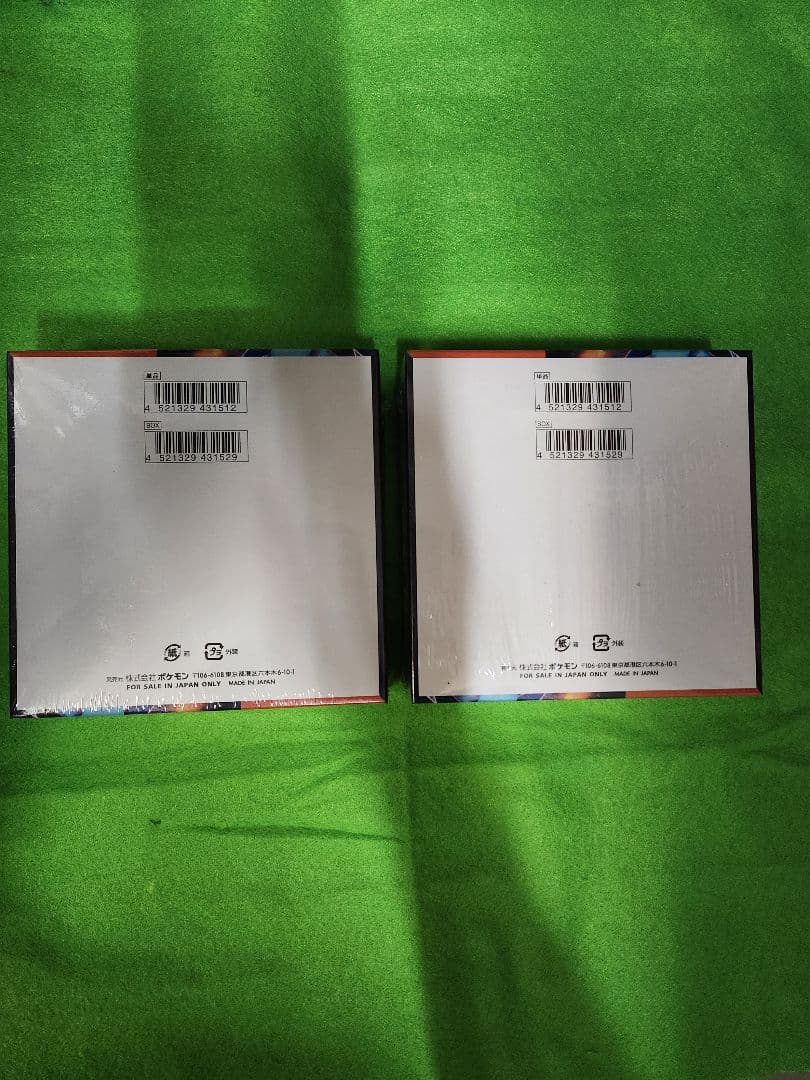 単品
4 521329 431512
BOX
4 521329 431529
紙 箱 プラ 外装
発売元 株式会社ポケモン 〒106-6108 東京都港区六本木6-10-1
FOR SALE IN JAPAN ONLY MADE IN JAPAN
単品
4 521329 431512
BOX
4 521329 431529
紙 箱 プラ 外装
発売元 株式会社ポケモン 〒106-6108 東京都港区六本木6-10-1
FOR SALE IN JAPAN ONLY MADE IN JAPAN